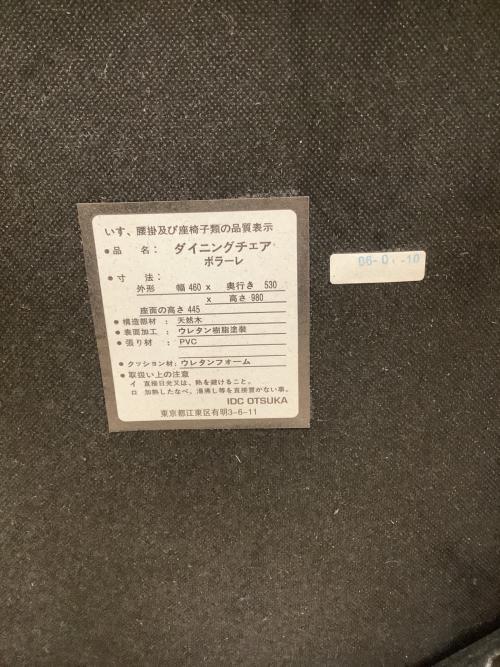 いす、腰掛及び座椅子類の品質表示
●品 名: ダイニングチェア
ポラーレ
●寸 法:
外形 幅 460 x 奥行き 530
x 高さ 980
座面の高さ 445
●構造部材: 天然木
●表面加工: ウレタン樹脂塗装
●張り材: PVC
●クッション材: ウレタンフォーム
●取扱い上の注意
イ 直接日光又は、熱を避けること。
ロ 加熱したなべ、湯沸し等を直接置かない事。
IDC OTSUKA
東京都江東区有明3-6-11